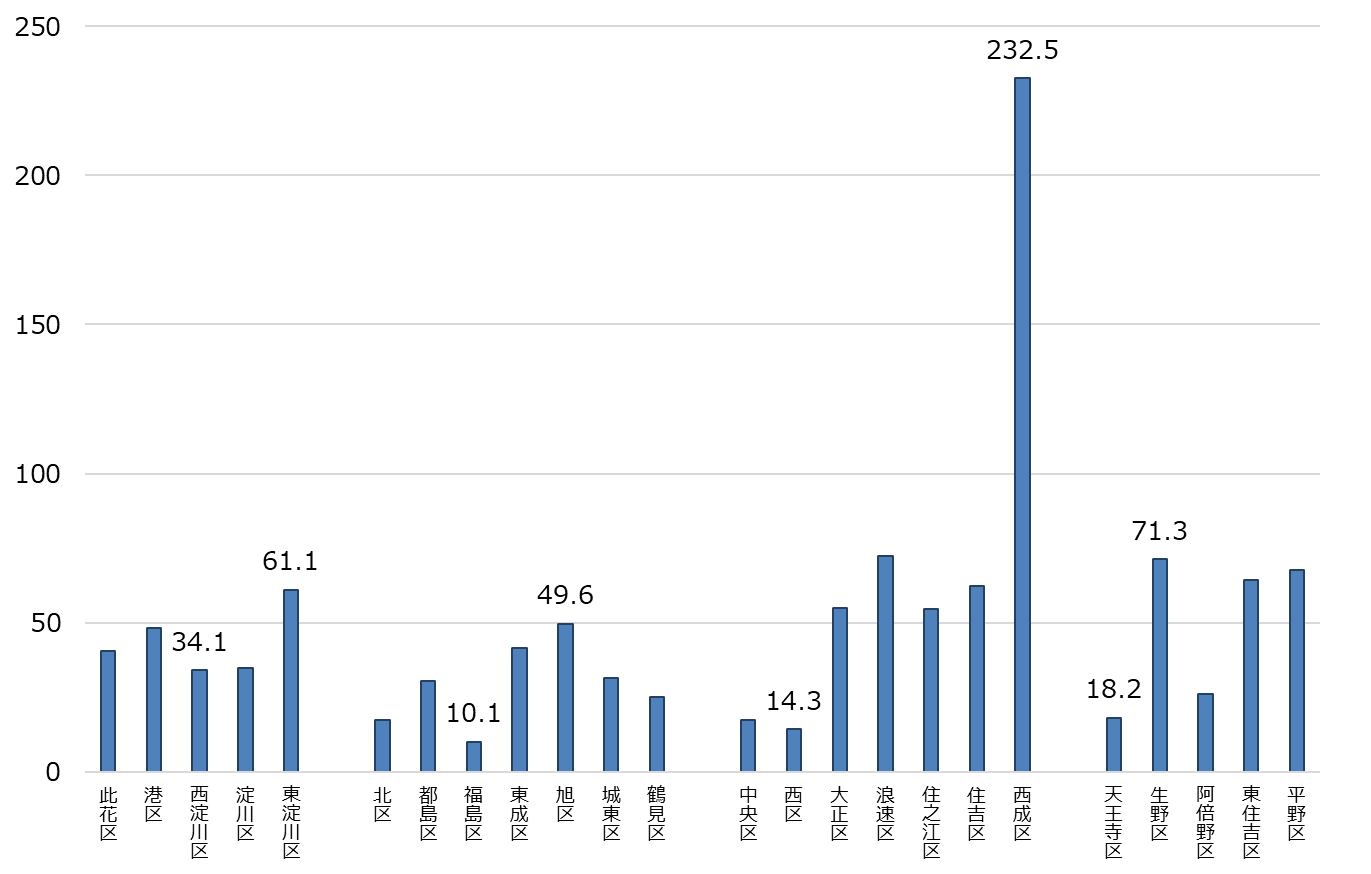 250
200
150
100
50
0
34.1
61.1
10.1
49.6
14.3
232.5
18.2
71.3
此花区
港区
西淀川区
淀川区
東淀川区
北区
都島区
福島区
東成区
旭区
城東区
鶴見区
中央区
西区
大正区
浪速区
住之江区
住吉区
西成区
天王寺区
生野区
阿倍野区
東住吉区
平野区